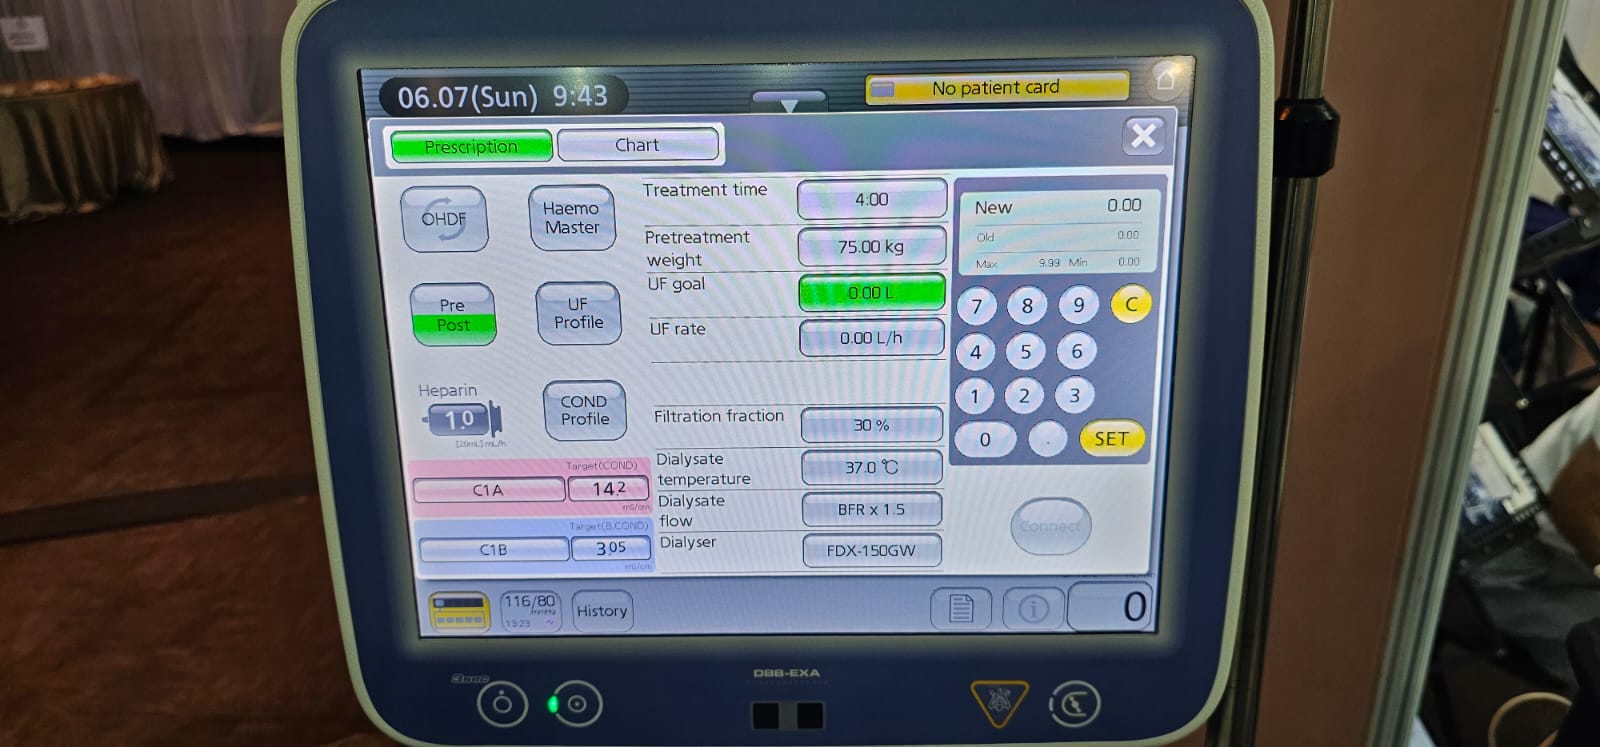 06.07(Sun) 9:43
No patient card
Prescription
Chart
OHDF
Haemo
Master
Pre
Post
UF
Profile
Heparin
1.0
[20mL] mL/h
COND
Profile
Target(COND)
C1A
14.2
mS/cm
Target(B.COND)
C1B
3.05
mS/cm
Treatment time
4:00
Pretreatment
weight
75.00 kg
UF goal
0.00 L
UF rate
0.00 L/h
Filtration fraction
30 %
Dialysate
temperature
37.0 ℃
Dialysate
flow
BFR x 1.5
Dialyser
FDX-150GW
New 0.00
Old 0.00
Max 9.99 Min 0.00
7 8 9 C
4 5 6
1 2 3
0 . SET
Connect
116/80
mmHg
13:23
History
0
DBB-EXA